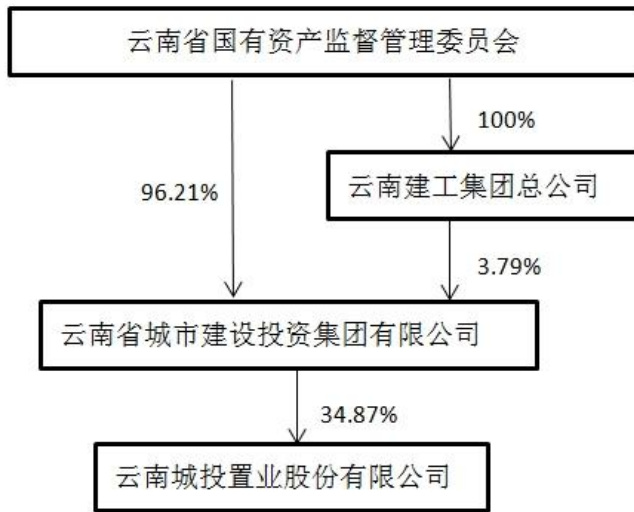 云南省国有资产监督管理委员会
100%
云南建工集团总公司
96.21%
3.79%
云南省城市建设投资集团有限公司
34.87%
云南城投置业股份有限公司